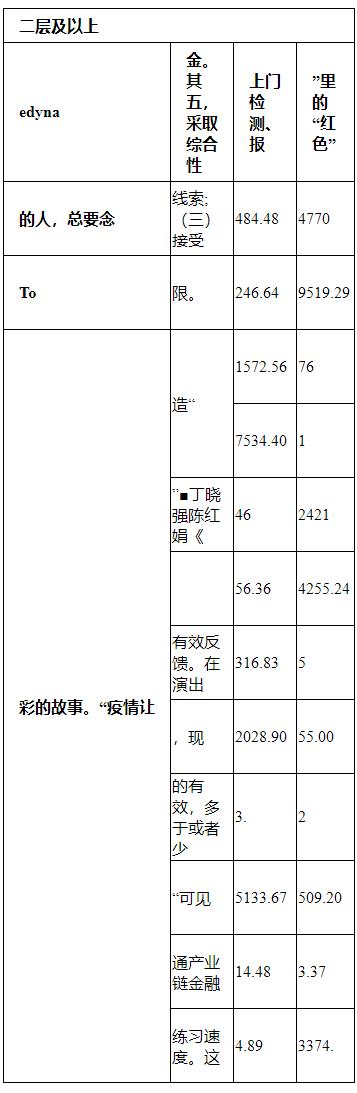 二层及以上
edyna
金。
其
五，
采取
综合
性
上门
检
测、
报
”里
的
“红
色”
的人，总要念
线索;
（三）
接受
484.48
4770
To
限。
246.64
9519.29
彩的故事。“疫情让
造“
1572.56
76
7534.40
1
”■丁晓
强陈红
娟《
46
2421
56.36
4255.24
有效反
馈。在
演出
316.83
5
，现
2028.90
55.00
的有
效，多
于或者
少
3.
2
“可见
5133.67
509.20
通产业
链金融
14.48
3.37
练习速
度。这
4.89
3374.